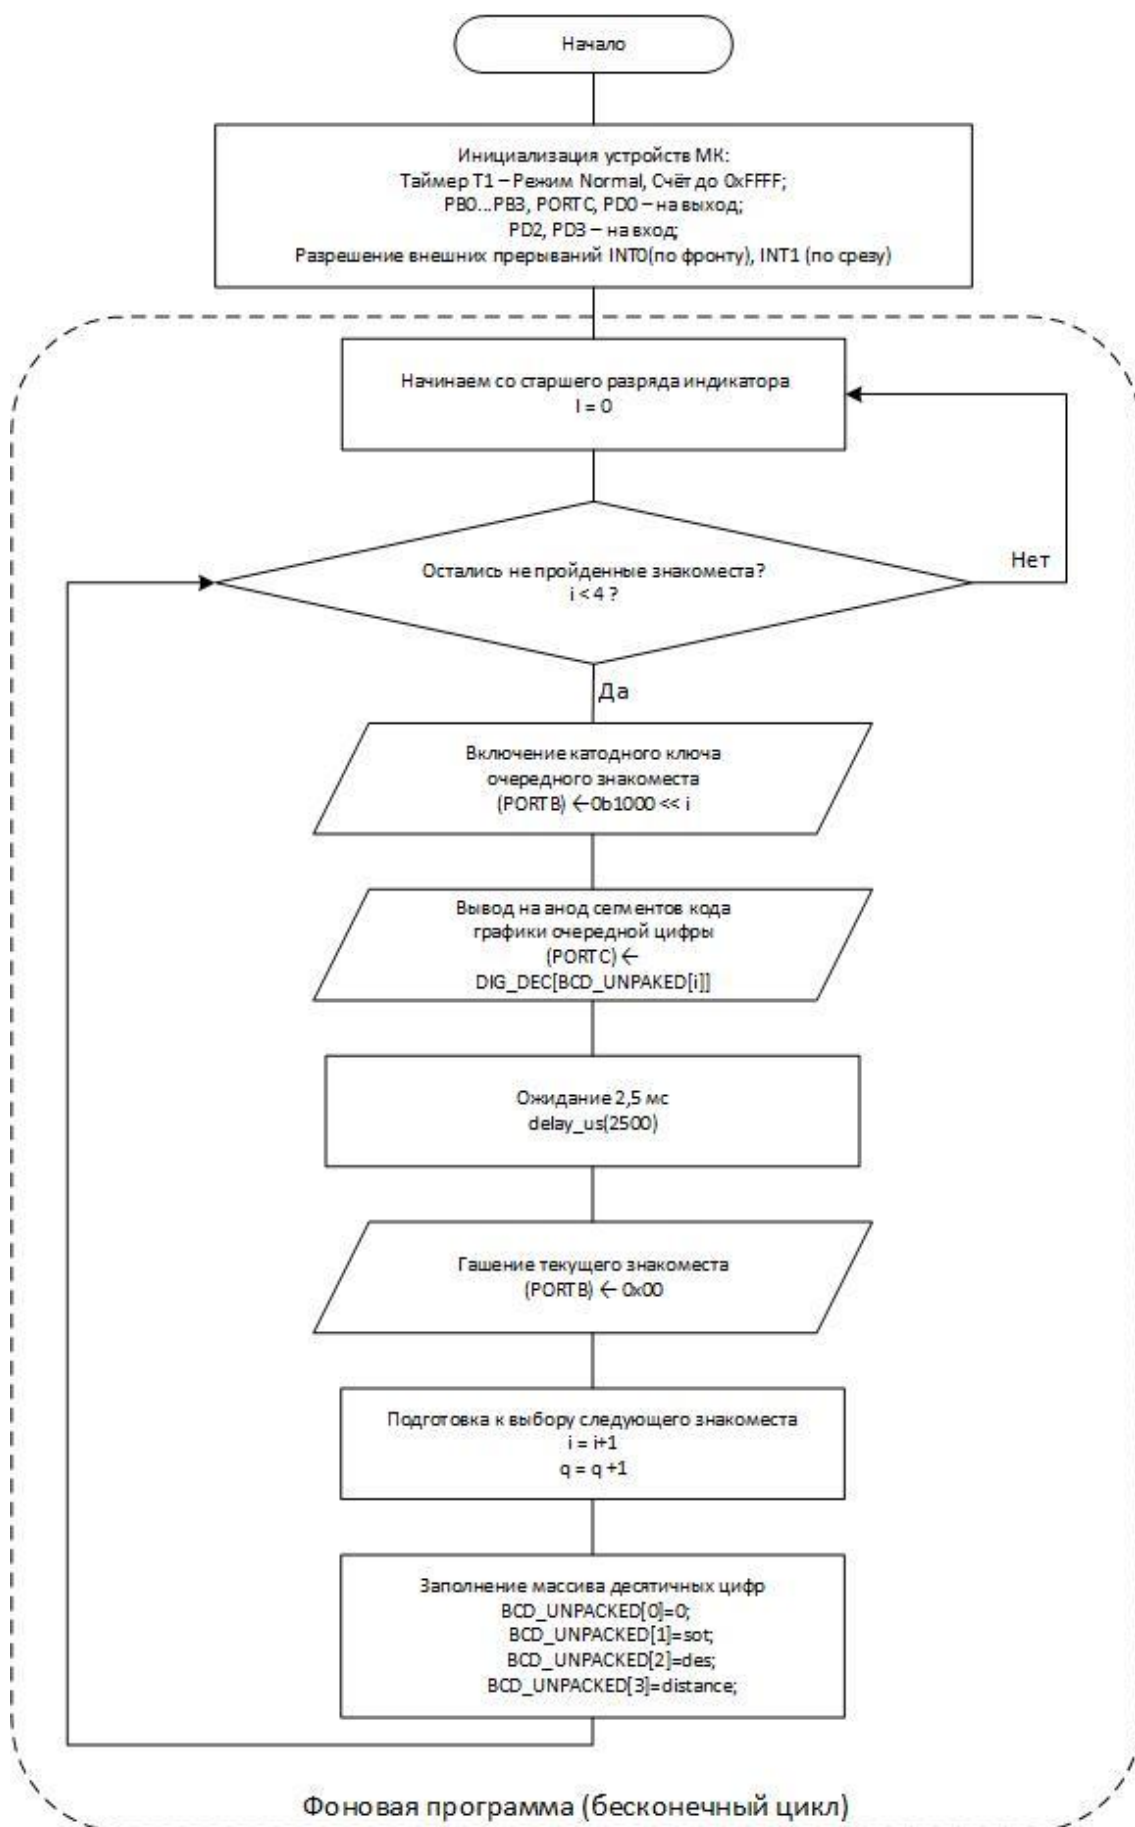 Начало
Инициализация устройств МК:
Таймер Т1 – Режим Normal, Счёт до 0xFFFF;
PB0...PB3, PORTC, PD0 – на выход;
PD2, PD3 – на вход;
Разрешение внешних прерываний INT0(по фронту), INT1 (по срезу)
Начинаем со старшего разряда индикатора
I = 0
Остались не пройденные знакоместа?
i < 4 ?
Нет
Да
Включение катодного ключа
очередного знакоместа
(PORTB) ←0b1000 << i
Вывод на анод сегментов кода
графики очередной цифры
(PORTC) ←
DIG_DEC[BCD_UNPAKED[i]]
Ожидание 2,5 мс
delay_us(2500)
Гашение текущего знакоместа
(PORTB) ← 0x00
Подготовка к выбору следующего знакоместа
i = i+1
q = q +1
Заполнение массива десятичных цифр
BCD_UNPACKED[0]=0;
BCD_UNPACKED[1]=sot;
BCD_UNPACKED[2]=des;
BCD_UNPACKED[3]=distance;
Фоновая программа (бесконечный цикл)